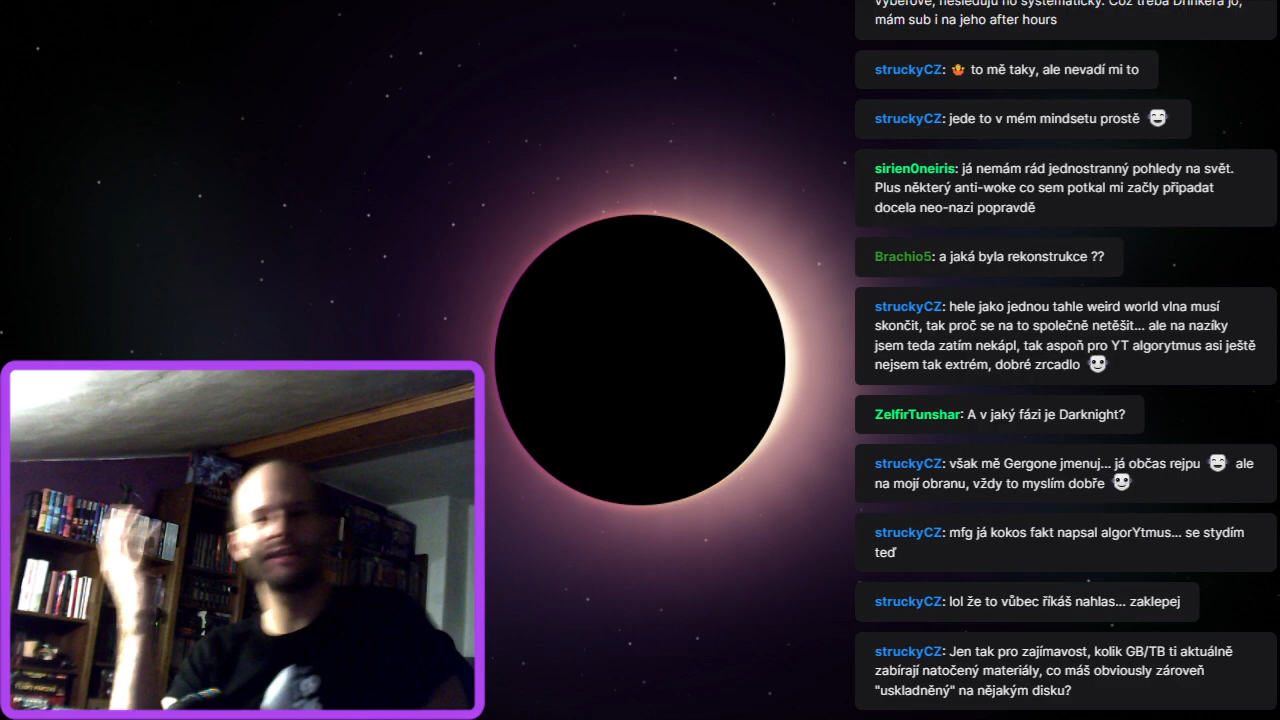 výběrově, nesleduju ho systematicky. Což třeba Drinkera jo,
mám sub i na jeho after hours
struckyCZ: to mě taky, ale nevadí mi to
struckyCZ: jede to v mém mindsetu prostě
sirien0neiris: já nemám rád jednostranný pohledy na svět.
Plus některý anti-woke co sem potkal mi začly připadat
docela neo-nazi popravdě
Brachio5: a jaká byla rekonstrukce ??
struckyCZ: hele jako jednou tahle weird world vlna musí
skončit, tak proč se na to společně netěšit... ale na nazíky
jsem teda zatím nekápl, tak aspoň pro YT algorytmus asi ještě
nejsem tak extrém, dobré zrcadlo
ZelfirTunshar: A v jaký fázi je Darknight?
struckyCZ: však mě Gergone jmenuj... já občas rejpu ale
na mojí obranu, vždy to myslím dobře
struckyCZ: mfg já kokos fakt napsal algorYtmus... se stydím
teď
struckyCZ: lol že to vůbec říkáš nahlas... zaklepej
struckyCZ: Jen tak pro zajímavost, kolik GB/TB ti aktuálně
zabírají natočený materiály, co máš obviously zároveň
"uskladněný" na nějakým disku?